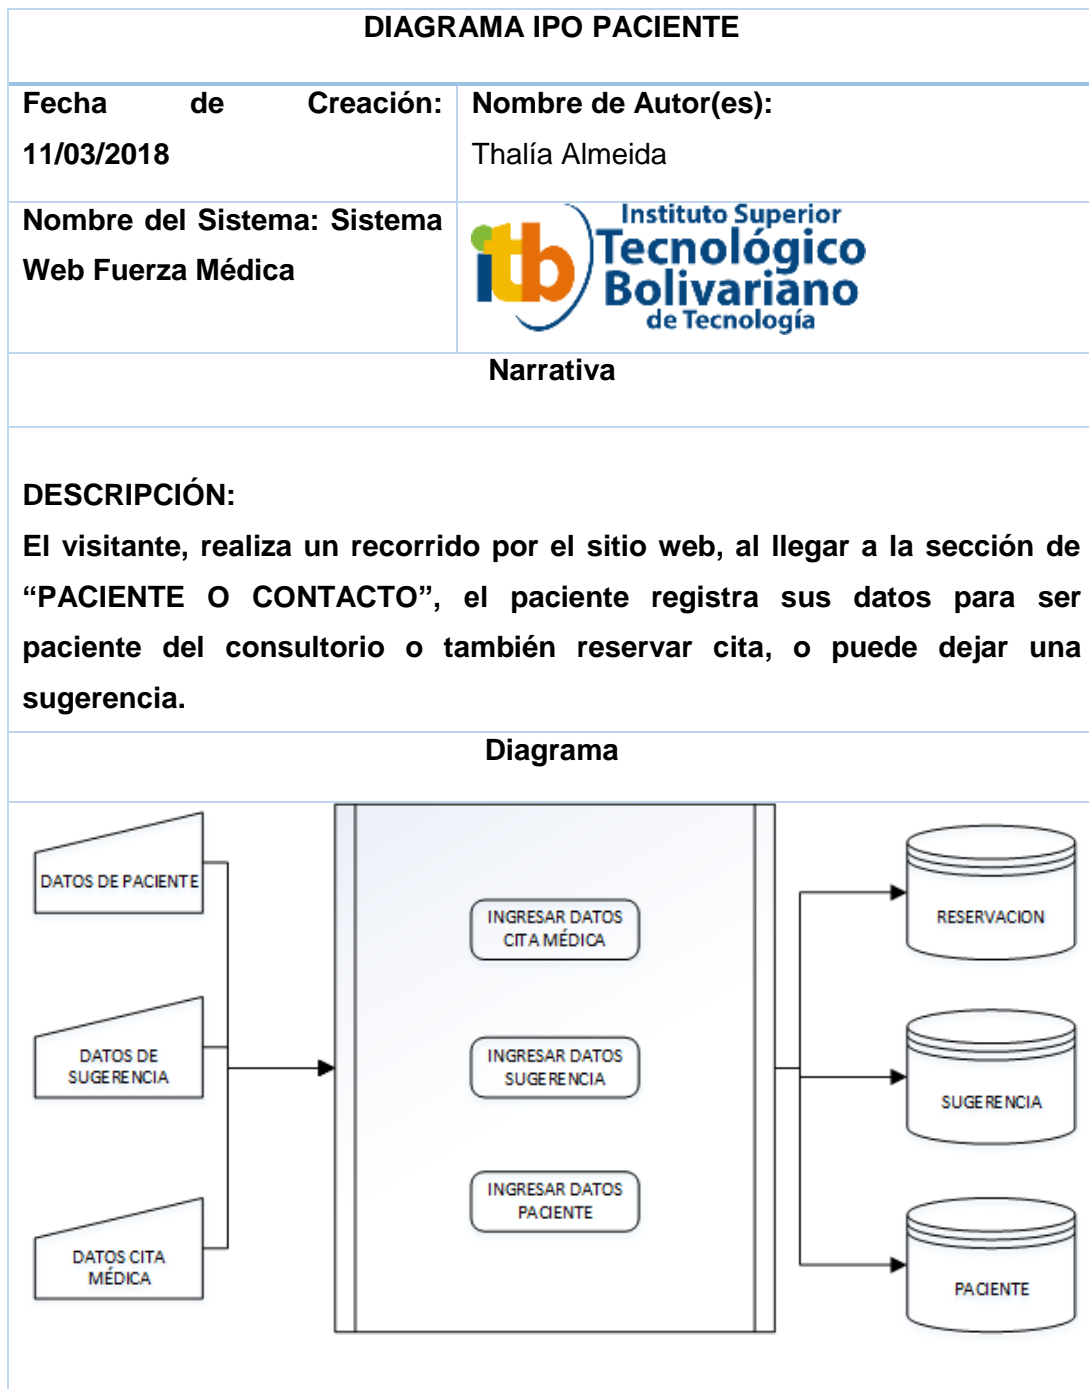 DIAGRAMA IPO PACIENTE
Fecha de Creación:
11/03/2018
Nombre de Autor(es):
Thalía Almeida
Nombre del Sistema: Sistema
Web Fuerza Médica
itb
Instituto Superior
Tecnológico
Bolivariano
de Tecnología
Narrativa
DESCRIPCIÓN:
El visitante, realiza un recorrido por el sitio web, al llegar a la sección de
“PACIENTE O CONTACTO”, el paciente registra sus datos para ser
paciente del consultorio o también reservar cita, o puede dejar una
sugerencia.
Diagrama
DATOS DE PACIENTE
DATOS DE
SUGERENCIA
DATOS CITA
MÉDICA
INGRESAR DATOS
CITA MÉDICA
INGRESAR DATOS
SUGERENCIA
INGRESAR DATOS
PACIENTE
RESERVACION
SUGERENCIA
PACIENTE